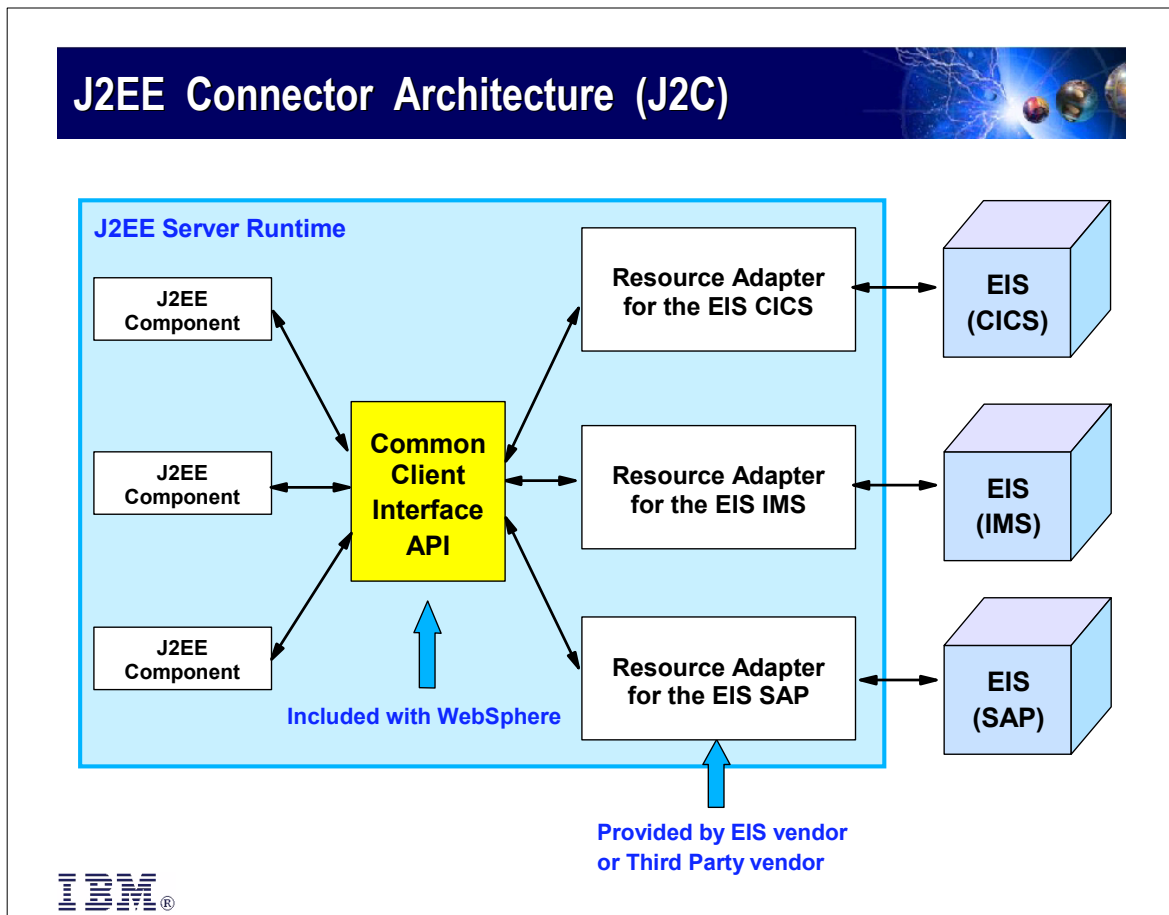 J2EE Connector Architecture (J2C)
J2EE Server Runtime
J2EE
Component
J2EE
Component
J2EE
Component
Common
Client
Interface
API
Included with WebSphere
Resource Adapter
for the EIS CICS
Resource Adapter
for the EIS IMS
Resource Adapter
for the EIS SAP
Provided by EIS vendor
or Third Party vendor
EIS
(CICS)
EIS
(IMS)
EIS
(SAP)
IBM®